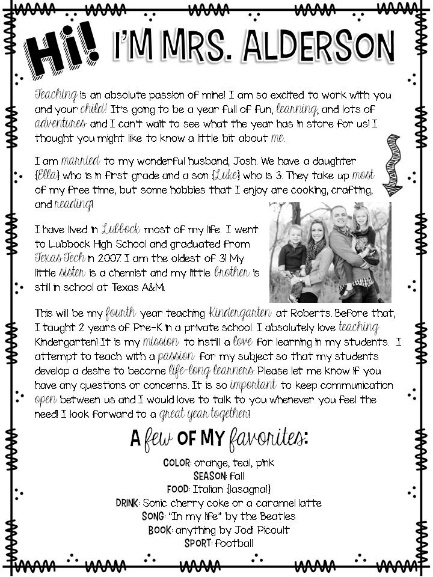 Hi! I'M MRS. ALDERSON
Teaching is an absolute passion of mine! I am so excited to work with you
and your child! It's going to be a year full of fun, learning, and lots of
adventures and I can't wait to see what the year has in store for us! I
thought you might like to know a little bit about me.
I am married to my wonderful husband, Josh. We have a daughter
{Ella} who is in first grade and a son {Luke} who is 3. They take up most
of my free time, but some hobbies that I enjoy are cooking, crafting,
and reading!
I have lived in Lubbock most of my life. I went
to Lubbock High School and graduated from
Texas Tech in 2007. I am the oldest of 3! My
little sister is a chemist and my little brother is
still in school at Texas A&M.
This will be my fourth year teaching Kindergarten at Roberts. Before that,
I taught 2 years of Pre-K in a private school. I absolutely love teaching
Kindergarten! It is my mission to instill a love for learning in my students. I
attempt to teach with a passion for my subject so that my students
develop a desire to become life-long learners. Please let me know if you
have any questions or concerns. It is so important to keep communication
open between us and I would love to talk to you whenever you feel the
need! I look forward to a great year together!
A few OF MY favorites:
COLOR: orange, teal, pink
SEASON: Fall
FOOD: Italian {lasagna!}
DRINK: Sonic cherry coke or a caramel latte
SONG: "In my life" by the Beatles
BOOK: anything by Jodi Picoult
SPORT: football